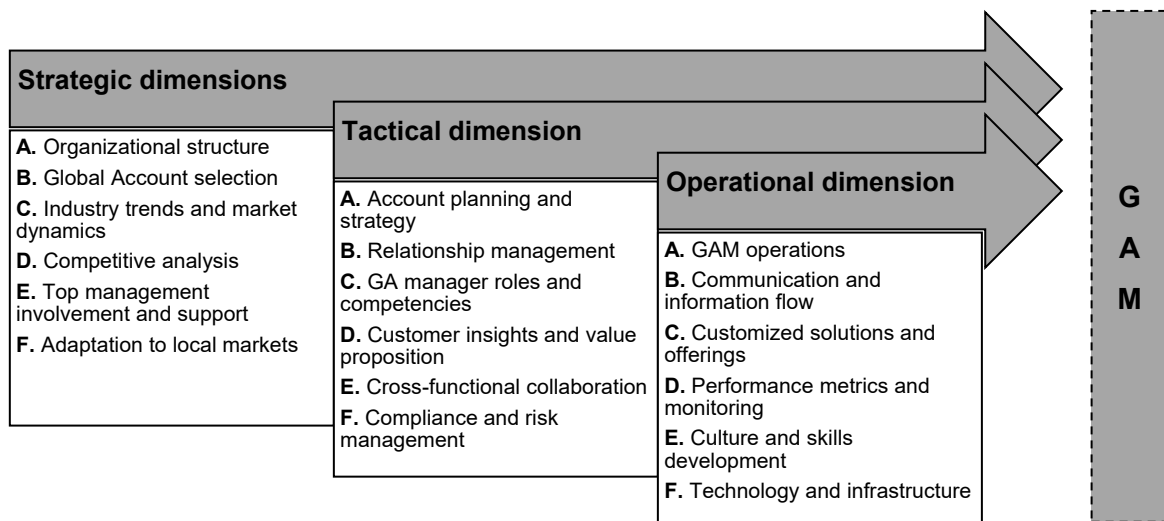 Strategic dimensions
A. Organizational structure
B. Global Account selection
C. Industry trends and market
dynamics
D. Competitive analysis
E. Top management
involvement and support
F. Adaptation to local markets
Tactical dimension
A. Account planning and
strategy
B. Relationship management
C. GA manager roles and
competencies
D. Customer insights and value
proposition
E. Cross-functional collaboration
F. Compliance and risk
management
Operational dimension
A. GAM operations
B. Communication and
information flow
C. Customized solutions and
offerings
D. Performance metrics and
monitoring
E. Culture and skills
development
F. Technology and infrastructure
G
A
M